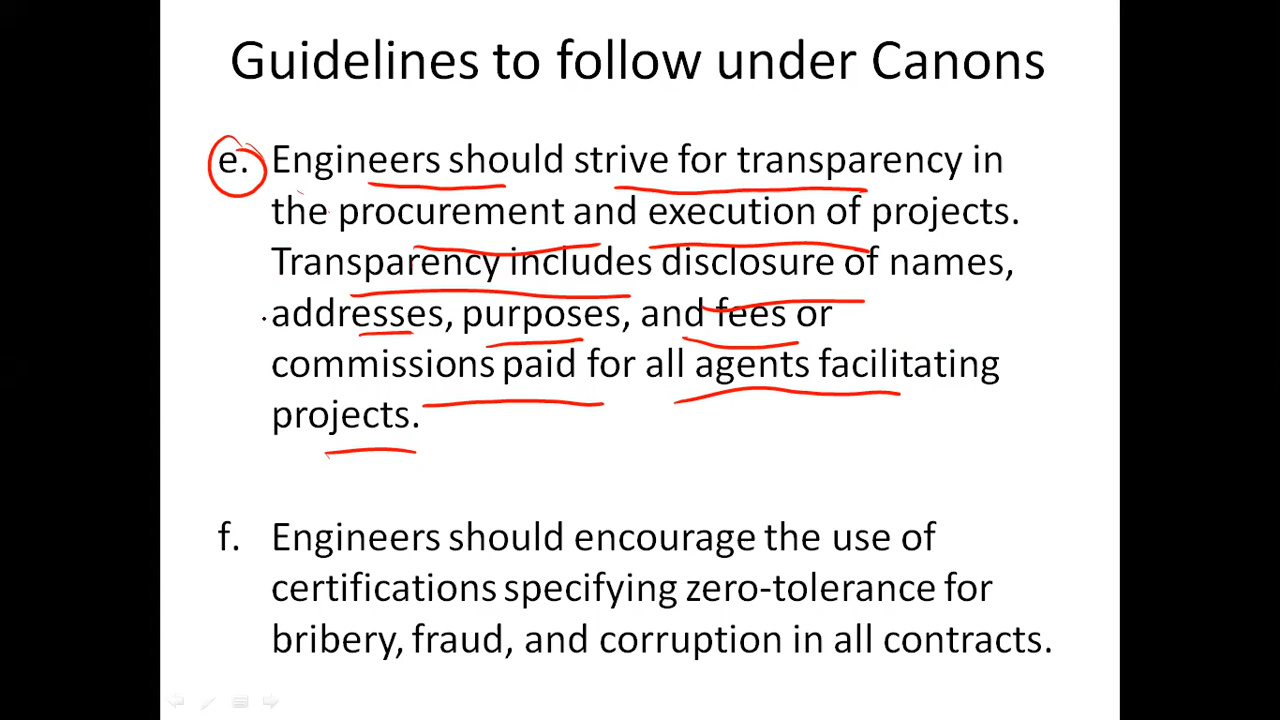 Guidelines to follow under Canons
e. Engineers should strive for transparency in
the procurement and execution of projects.
Transparency includes disclosure of names,
addresses, purposes, and fees or
commissions paid for all agents facilitating
projects.
f. Engineers should encourage the use of
certifications specifying zero-tolerance for
bribery, fraud, and corruption in all contracts.